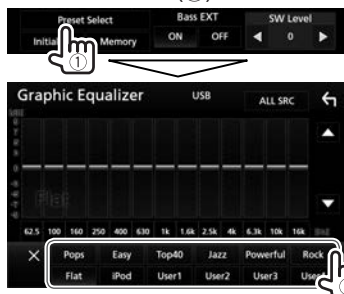 Preset Select Bass EXT SW Level
Memory ON OFF 0
①
Graphic Equalizer USB ALL SRC
Flat
62.5 100 160 250 400 630 1k 1.6k 2.5k 4k 6.3k 10k 16k
Pops Easy Top40 Jazz Powerful Rock
Flat iPod User1 User2 User3